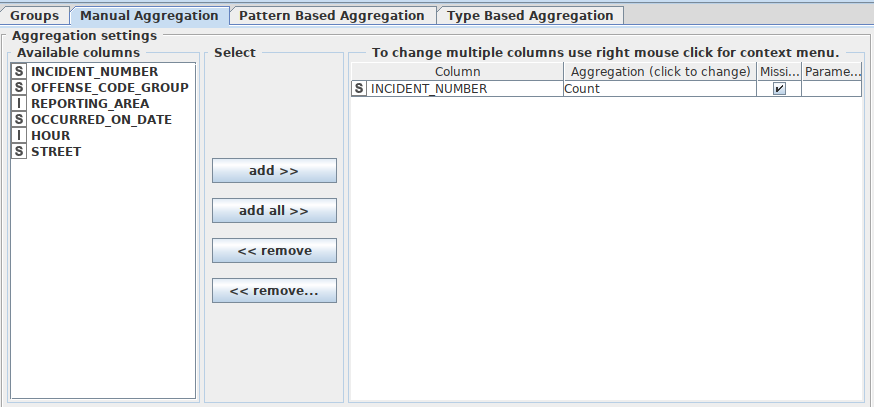 Groups Manual Aggregation Pattern Based Aggregation Type Based Aggregation
Aggregation settings
Available columns
S INCIDENT_NUMBER
S OFFENSE_CODE_GROUP
I REPORTING_AREA
S OCCURRED_ON_DATE
I HOUR
S STREET
Select
add >>
add all >>
<< remove
<< remove...
To change multiple columns use right mouse click for context menu.
Column Aggregation (click to change) Missi... Parame...
S INCIDENT_NUMBER Count